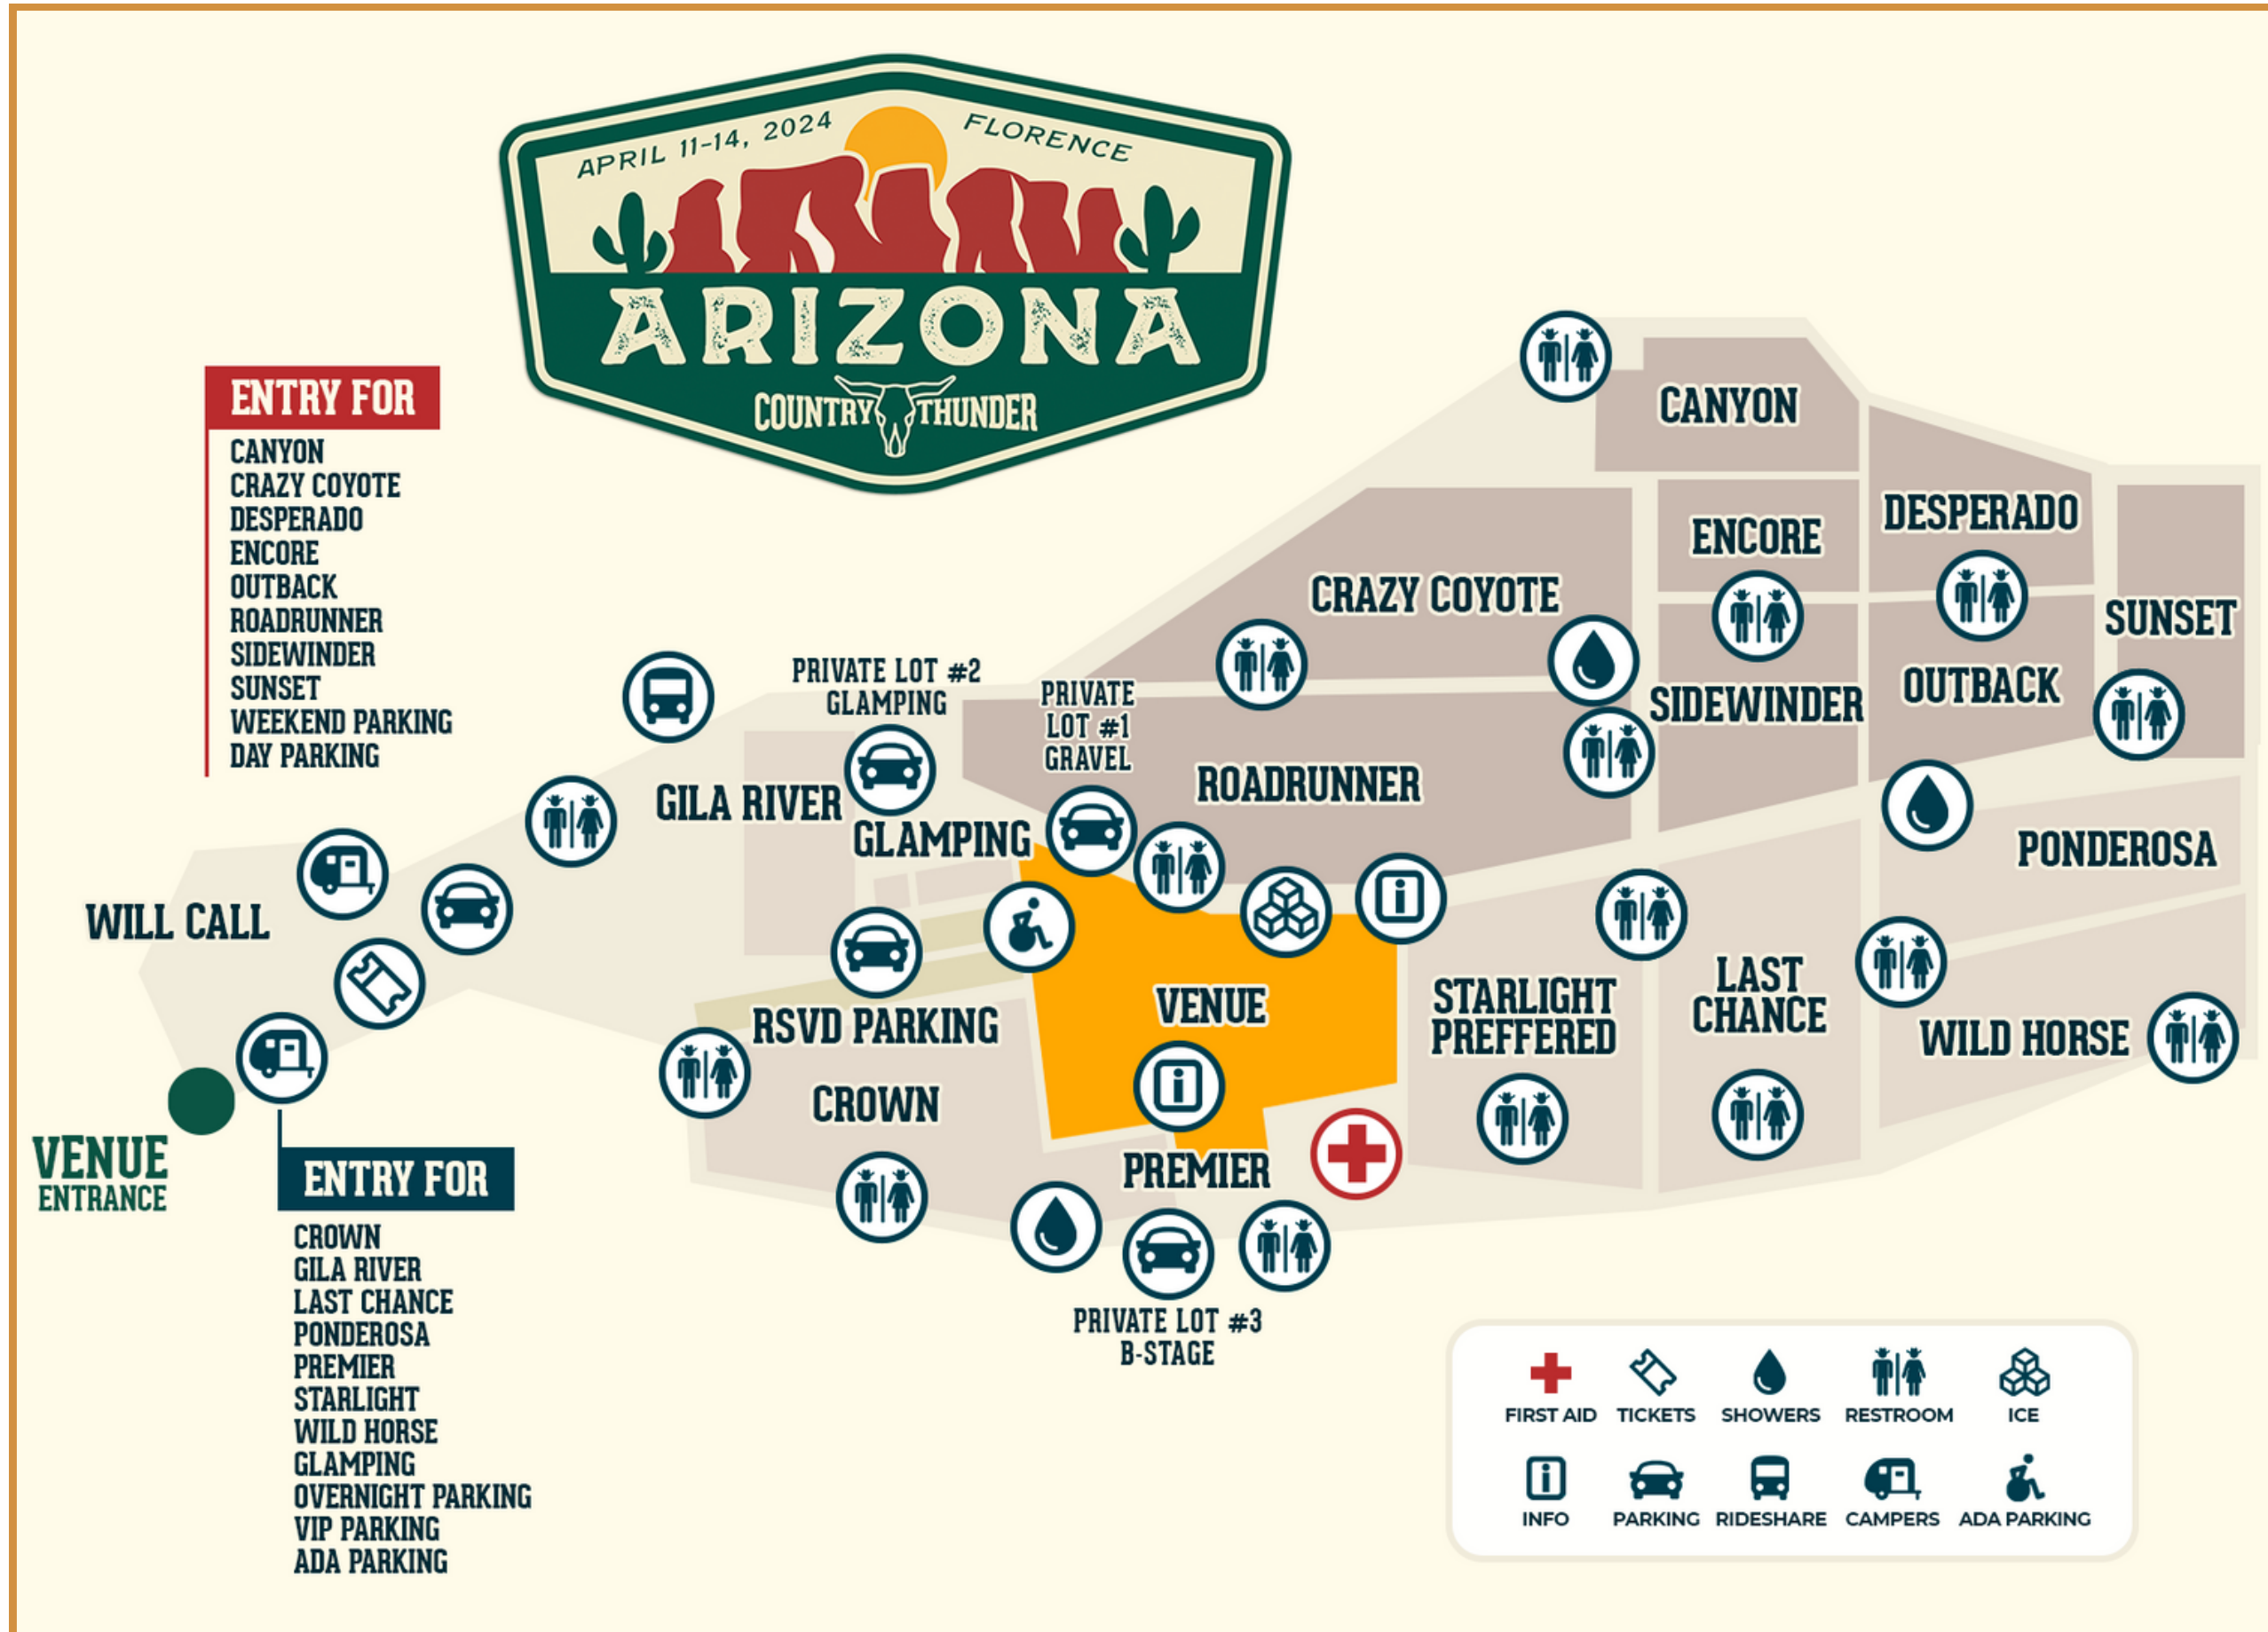 APRIL 11-14, 2024
FLORENCE
ARIZONA
COUNTRY THUNDER
ENTRY FOR
CANYON
CRAZY COYOTE
DESPERADO
ENCORE
OUTBACK
ROADRUNNER
SIDEWINDER
SUNSET
WEEKEND PARKING
DAY PARKING
CANYON
ENCORE
DESPERADO
CRAZY COYOTE
SUNSET
SIDEWINDER
OUTBACK
PRIVATE LOT #2
GLAMPING
PRIVATE
LOT #1
GRAVEL
ROADRUNNER
GILA RIVER
GLAMPING
PONDEROSA
WILL CALL
RSVD PARKING
VENUE
STARLIGHT
PREFFERED
LAST
CHANCE
WILD HORSE
CROWN
PREMIER
PRIVATE LOT #3
B-STAGE
VENUE
ENTRANCE
ENTRY FOR
CROWN
GILA RIVER
LAST CHANCE
PONDEROSA
PREMIER
STARLIGHT
WILD HORSE
GLAMPING
OVERNIGHT PARKING
VIP PARKING
ADA PARKING
FIRST AID
TICKETS
SHOWERS
RESTROOM
ICE
INFO
PARKING
RIDESHARE
CAMPERS
ADA PARKING